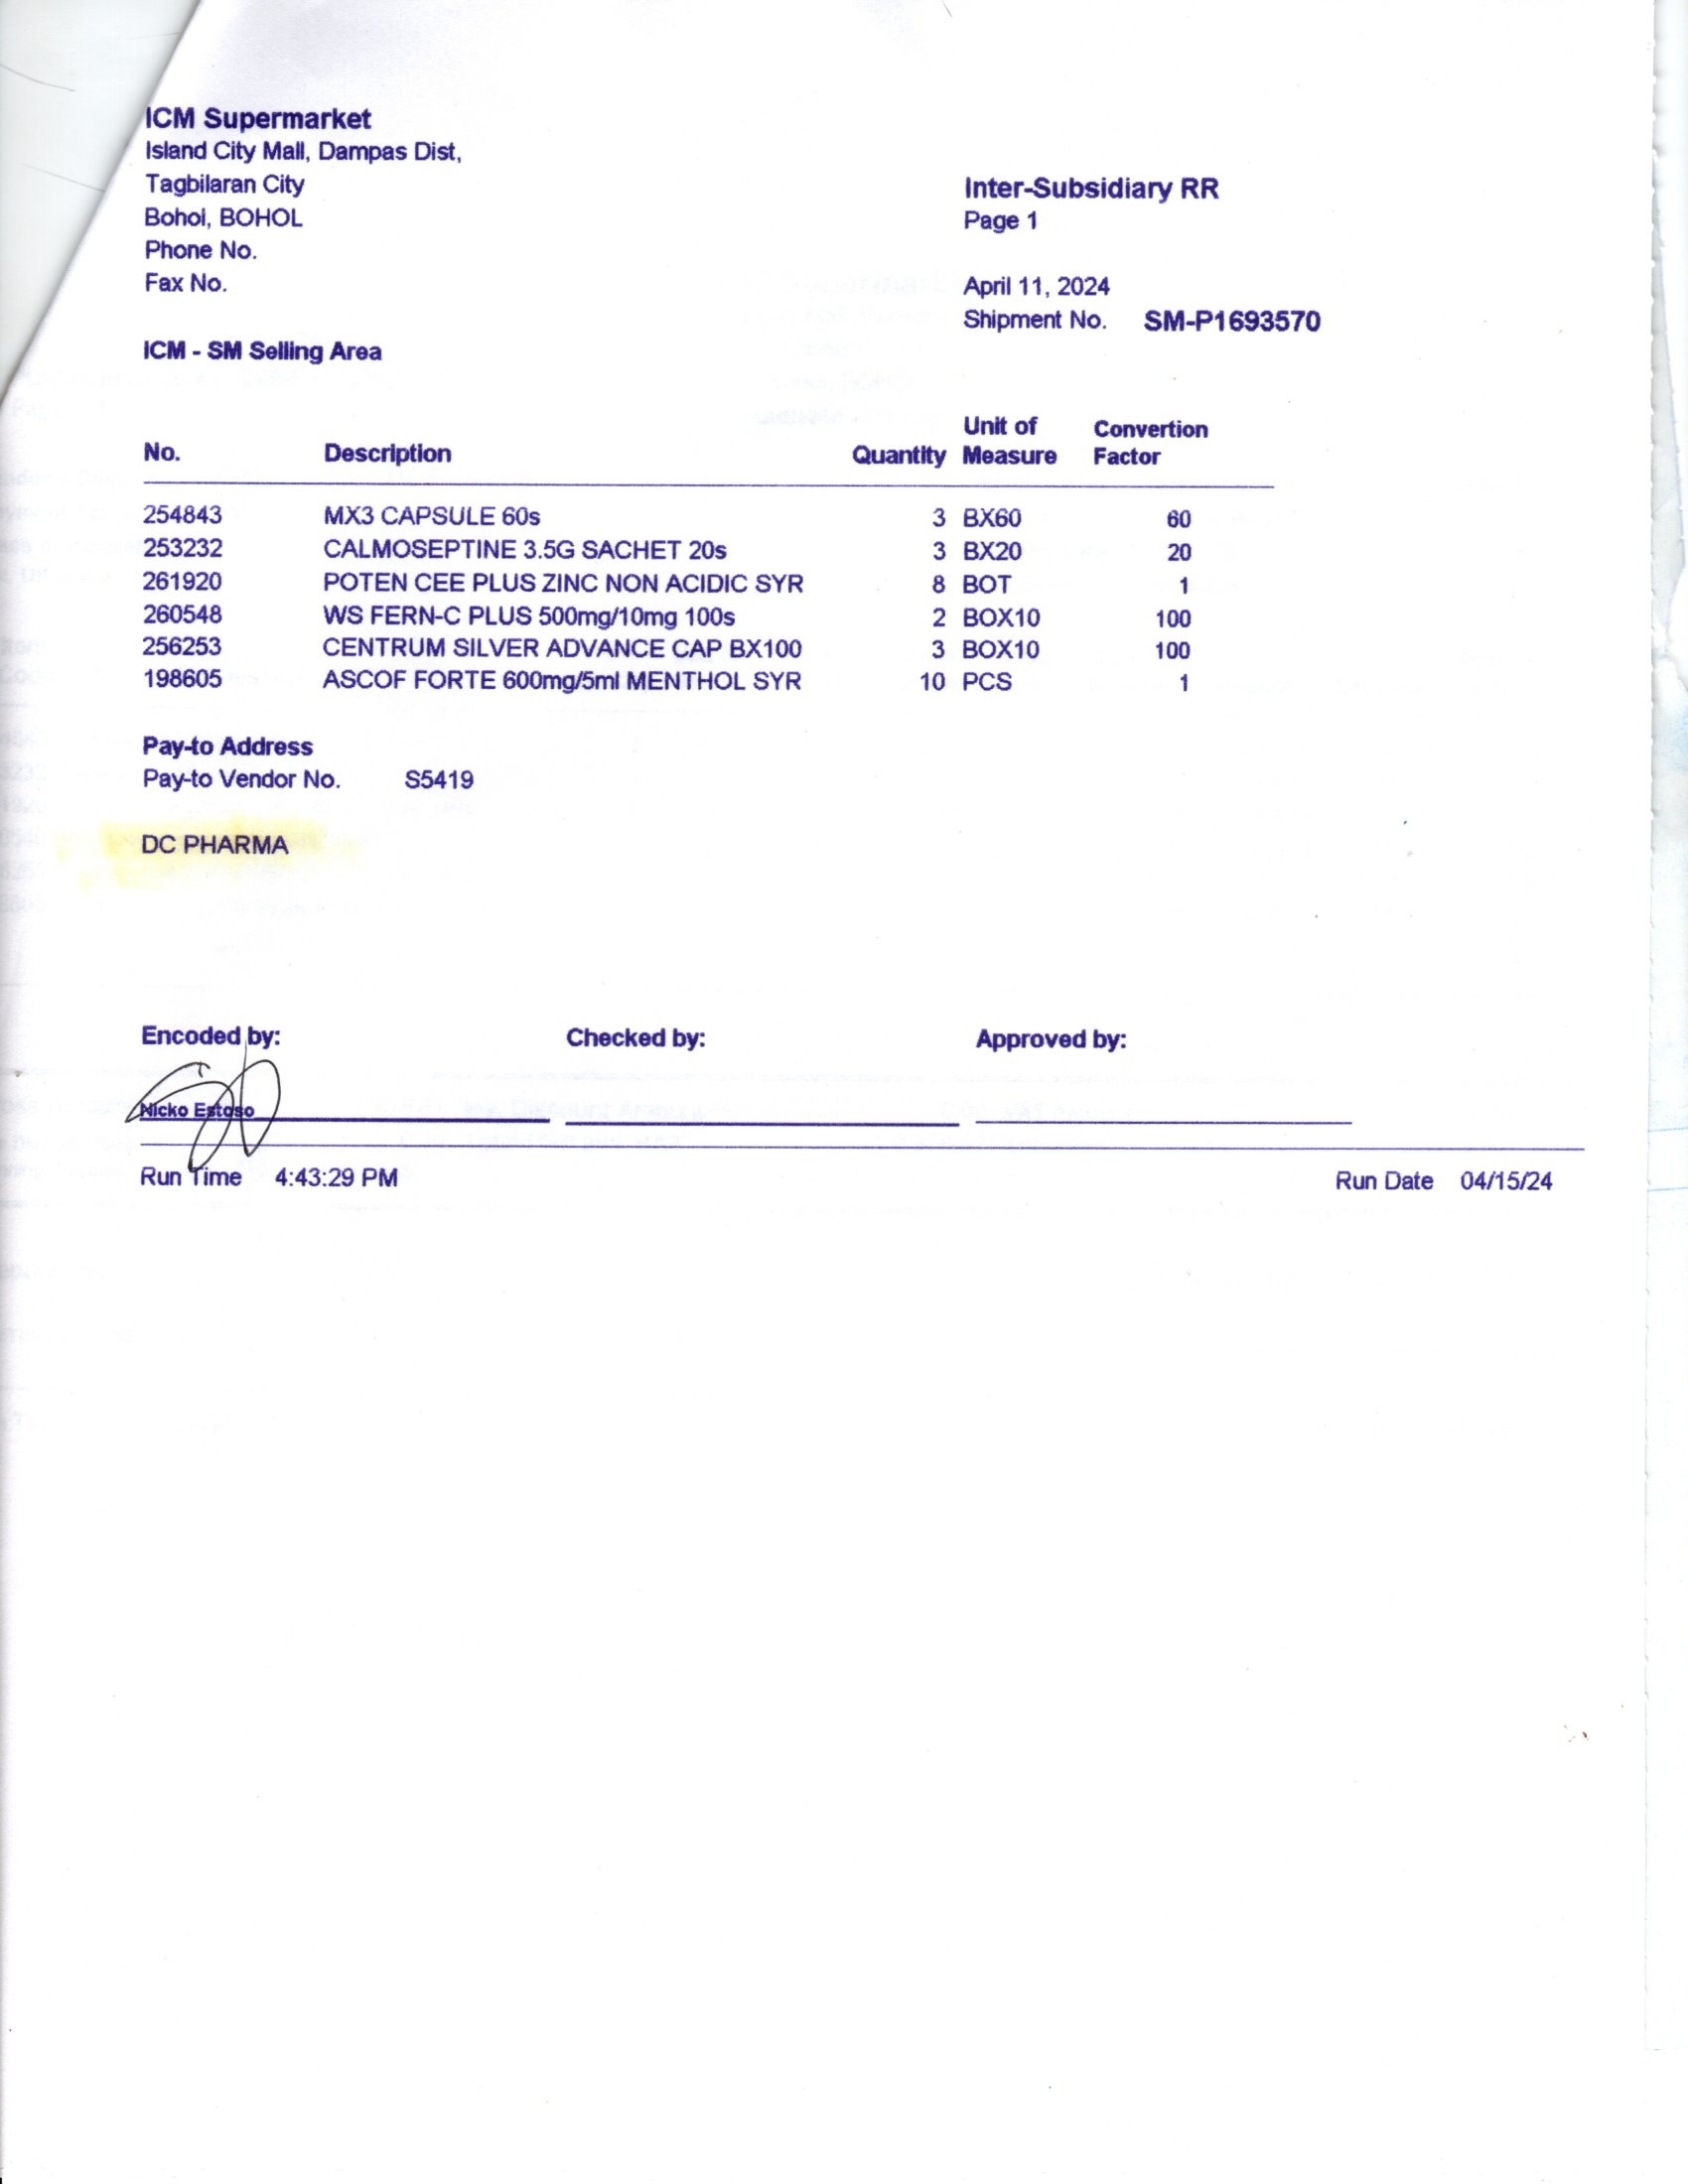 ICM Supermarket
Island City Mall, Dampas Dist,
Tagbilaran City
Bohol, BOHOL
Phone No.
Fax No.
Inter-Subsidiary RR
Page 1
April 11, 2024
Shipment No. SM-P1693570
ICM - SM Selling Area
No. Description Quantity Unit of Measure Convertion Factor
254843 MX3 CAPSULE 60s 3 BX60 60
253232 CALMOSEPTINE 3.5G SACHET 20s 3 BX20 20
261920 POTEN CEE PLUS ZINC NON ACIDIC SYR 8 BOT 1
260548 WS FERN-C PLUS 500mg/10mg 100s 2 BOX10 100
256253 CENTRUM SILVER ADVANCE CAP BX100 3 BOX10 100
198605 ASCOF FORTE 600mg/5ml MENTHOL SYR 10 PCS 1
Pay-to Address
Pay-to Vendor No. S5419
DC PHARMA
Encoded by: Checked by: Approved by:
Nicko Estoso
Run Time 4:43:29 PM Run Date 04/15/24